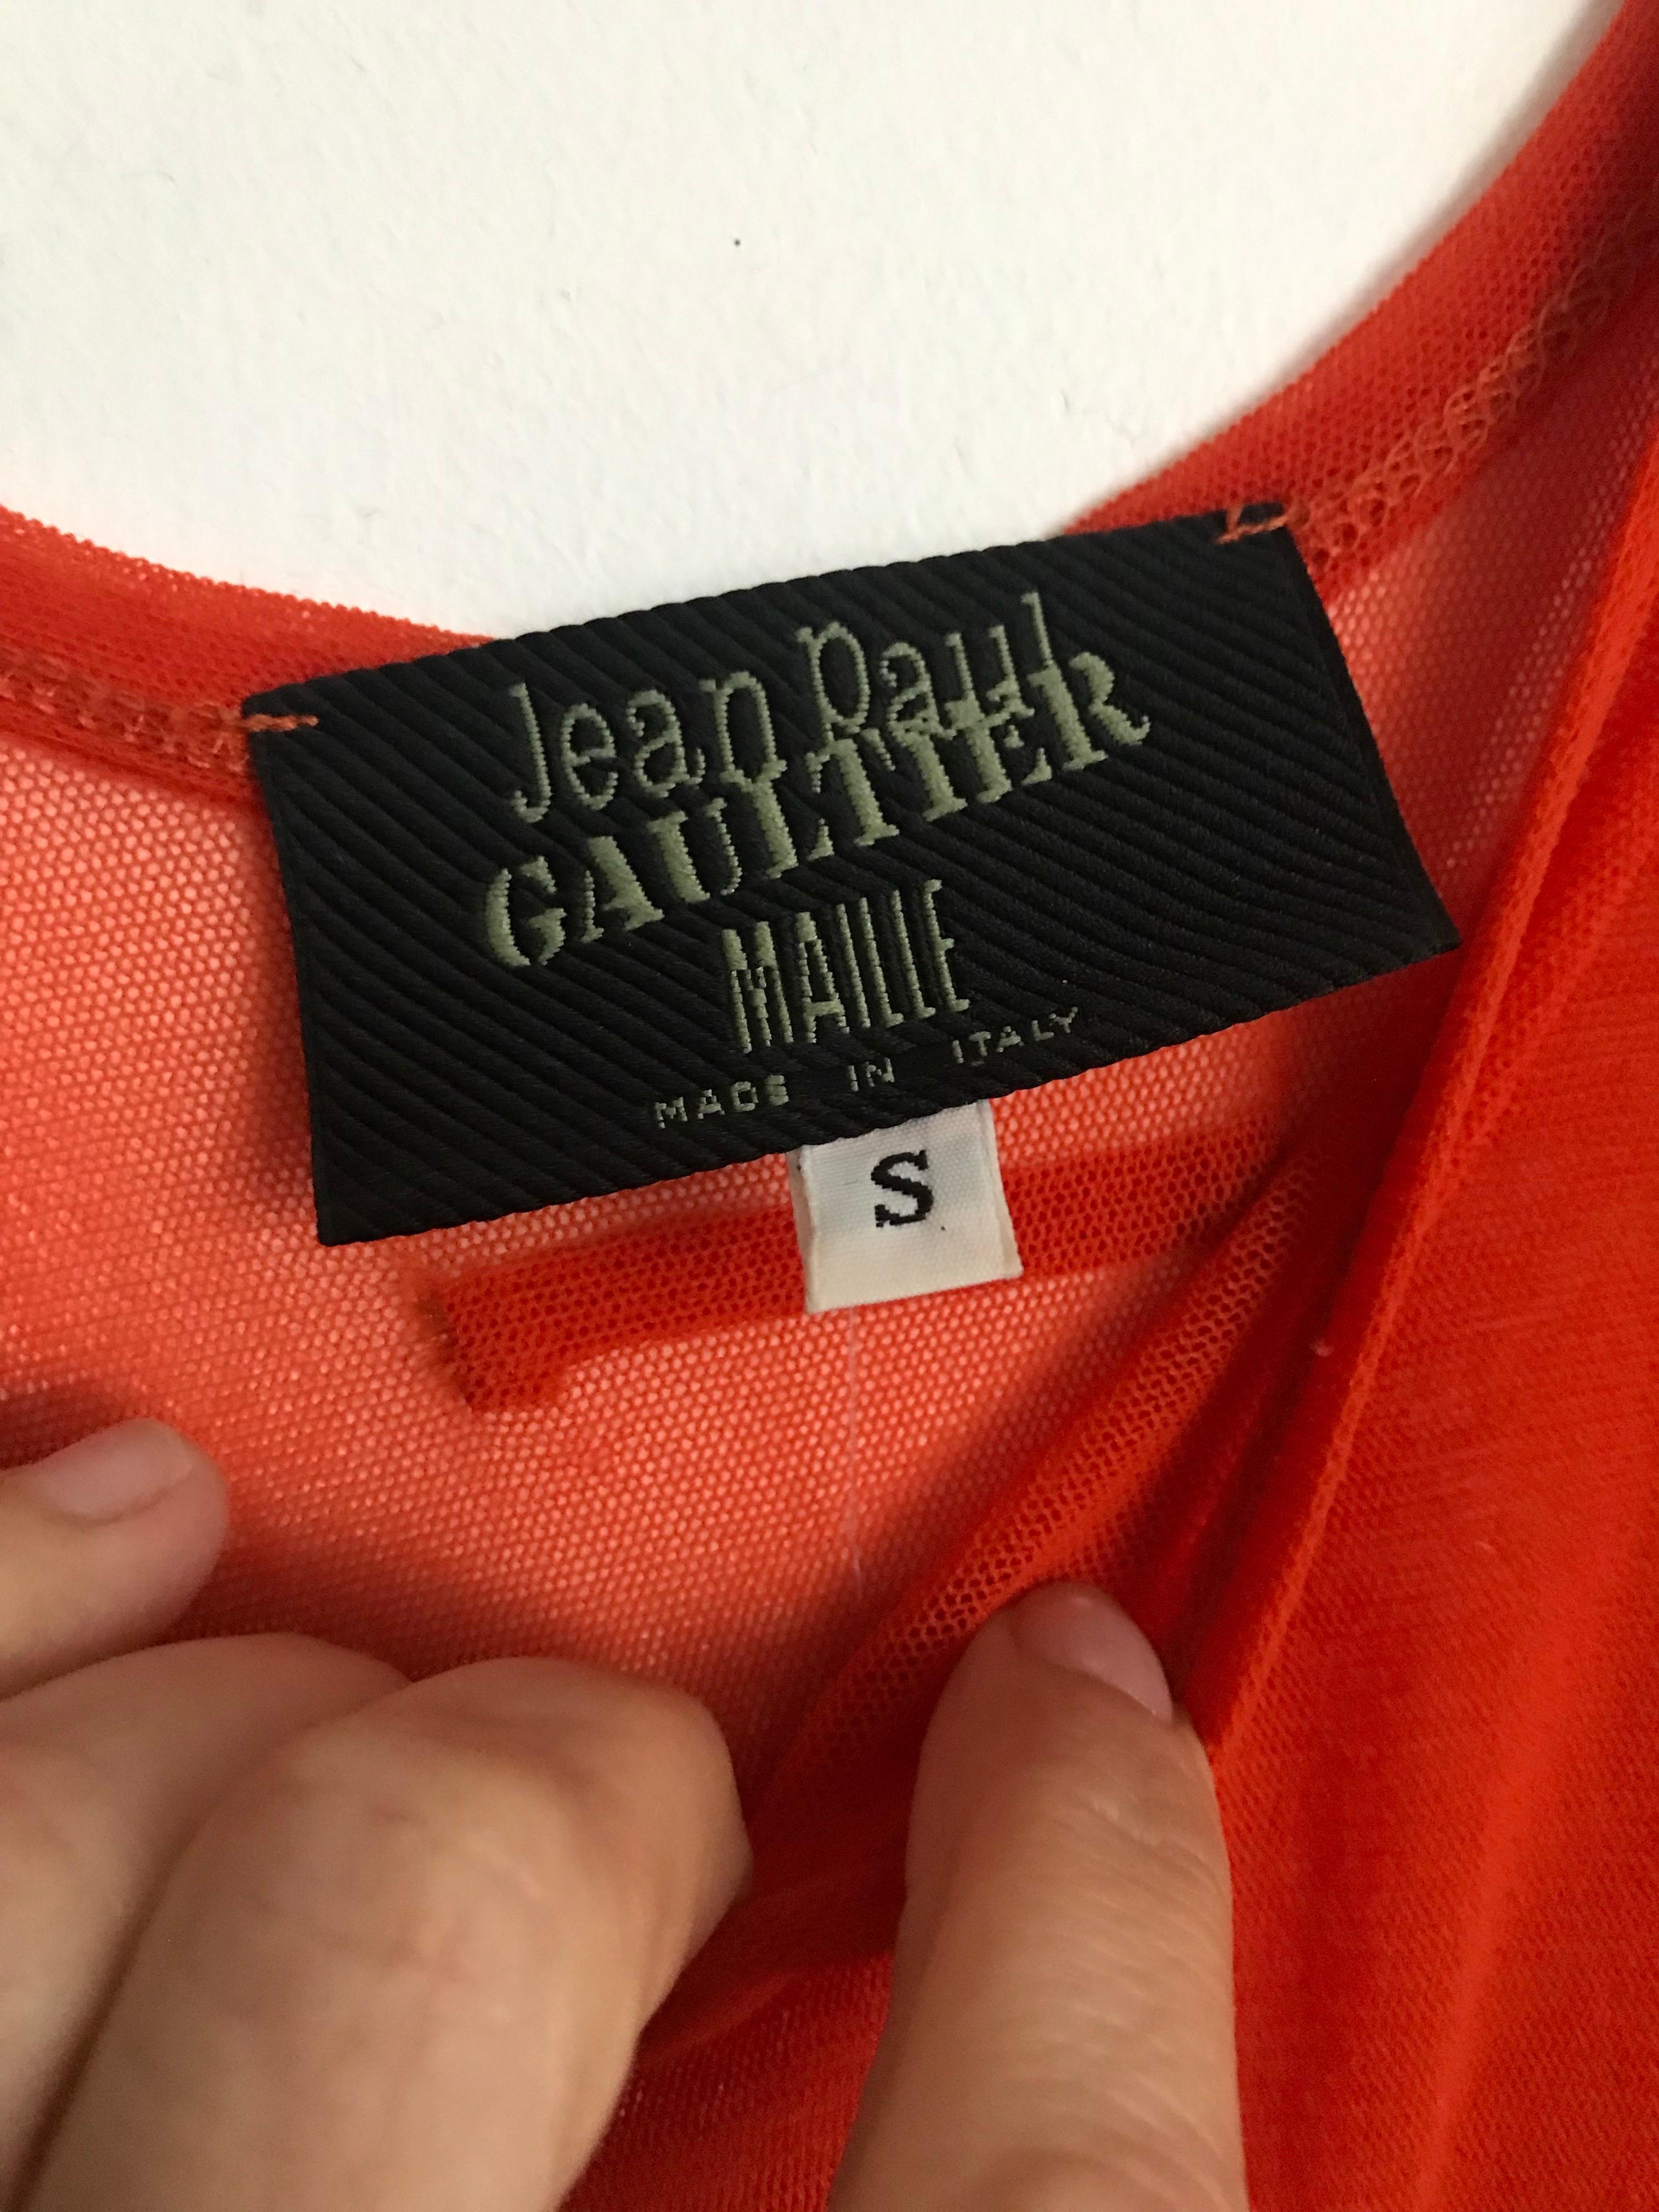 Jean Paul
GAULTIER
MAILLE
MADE IN ITALY
S